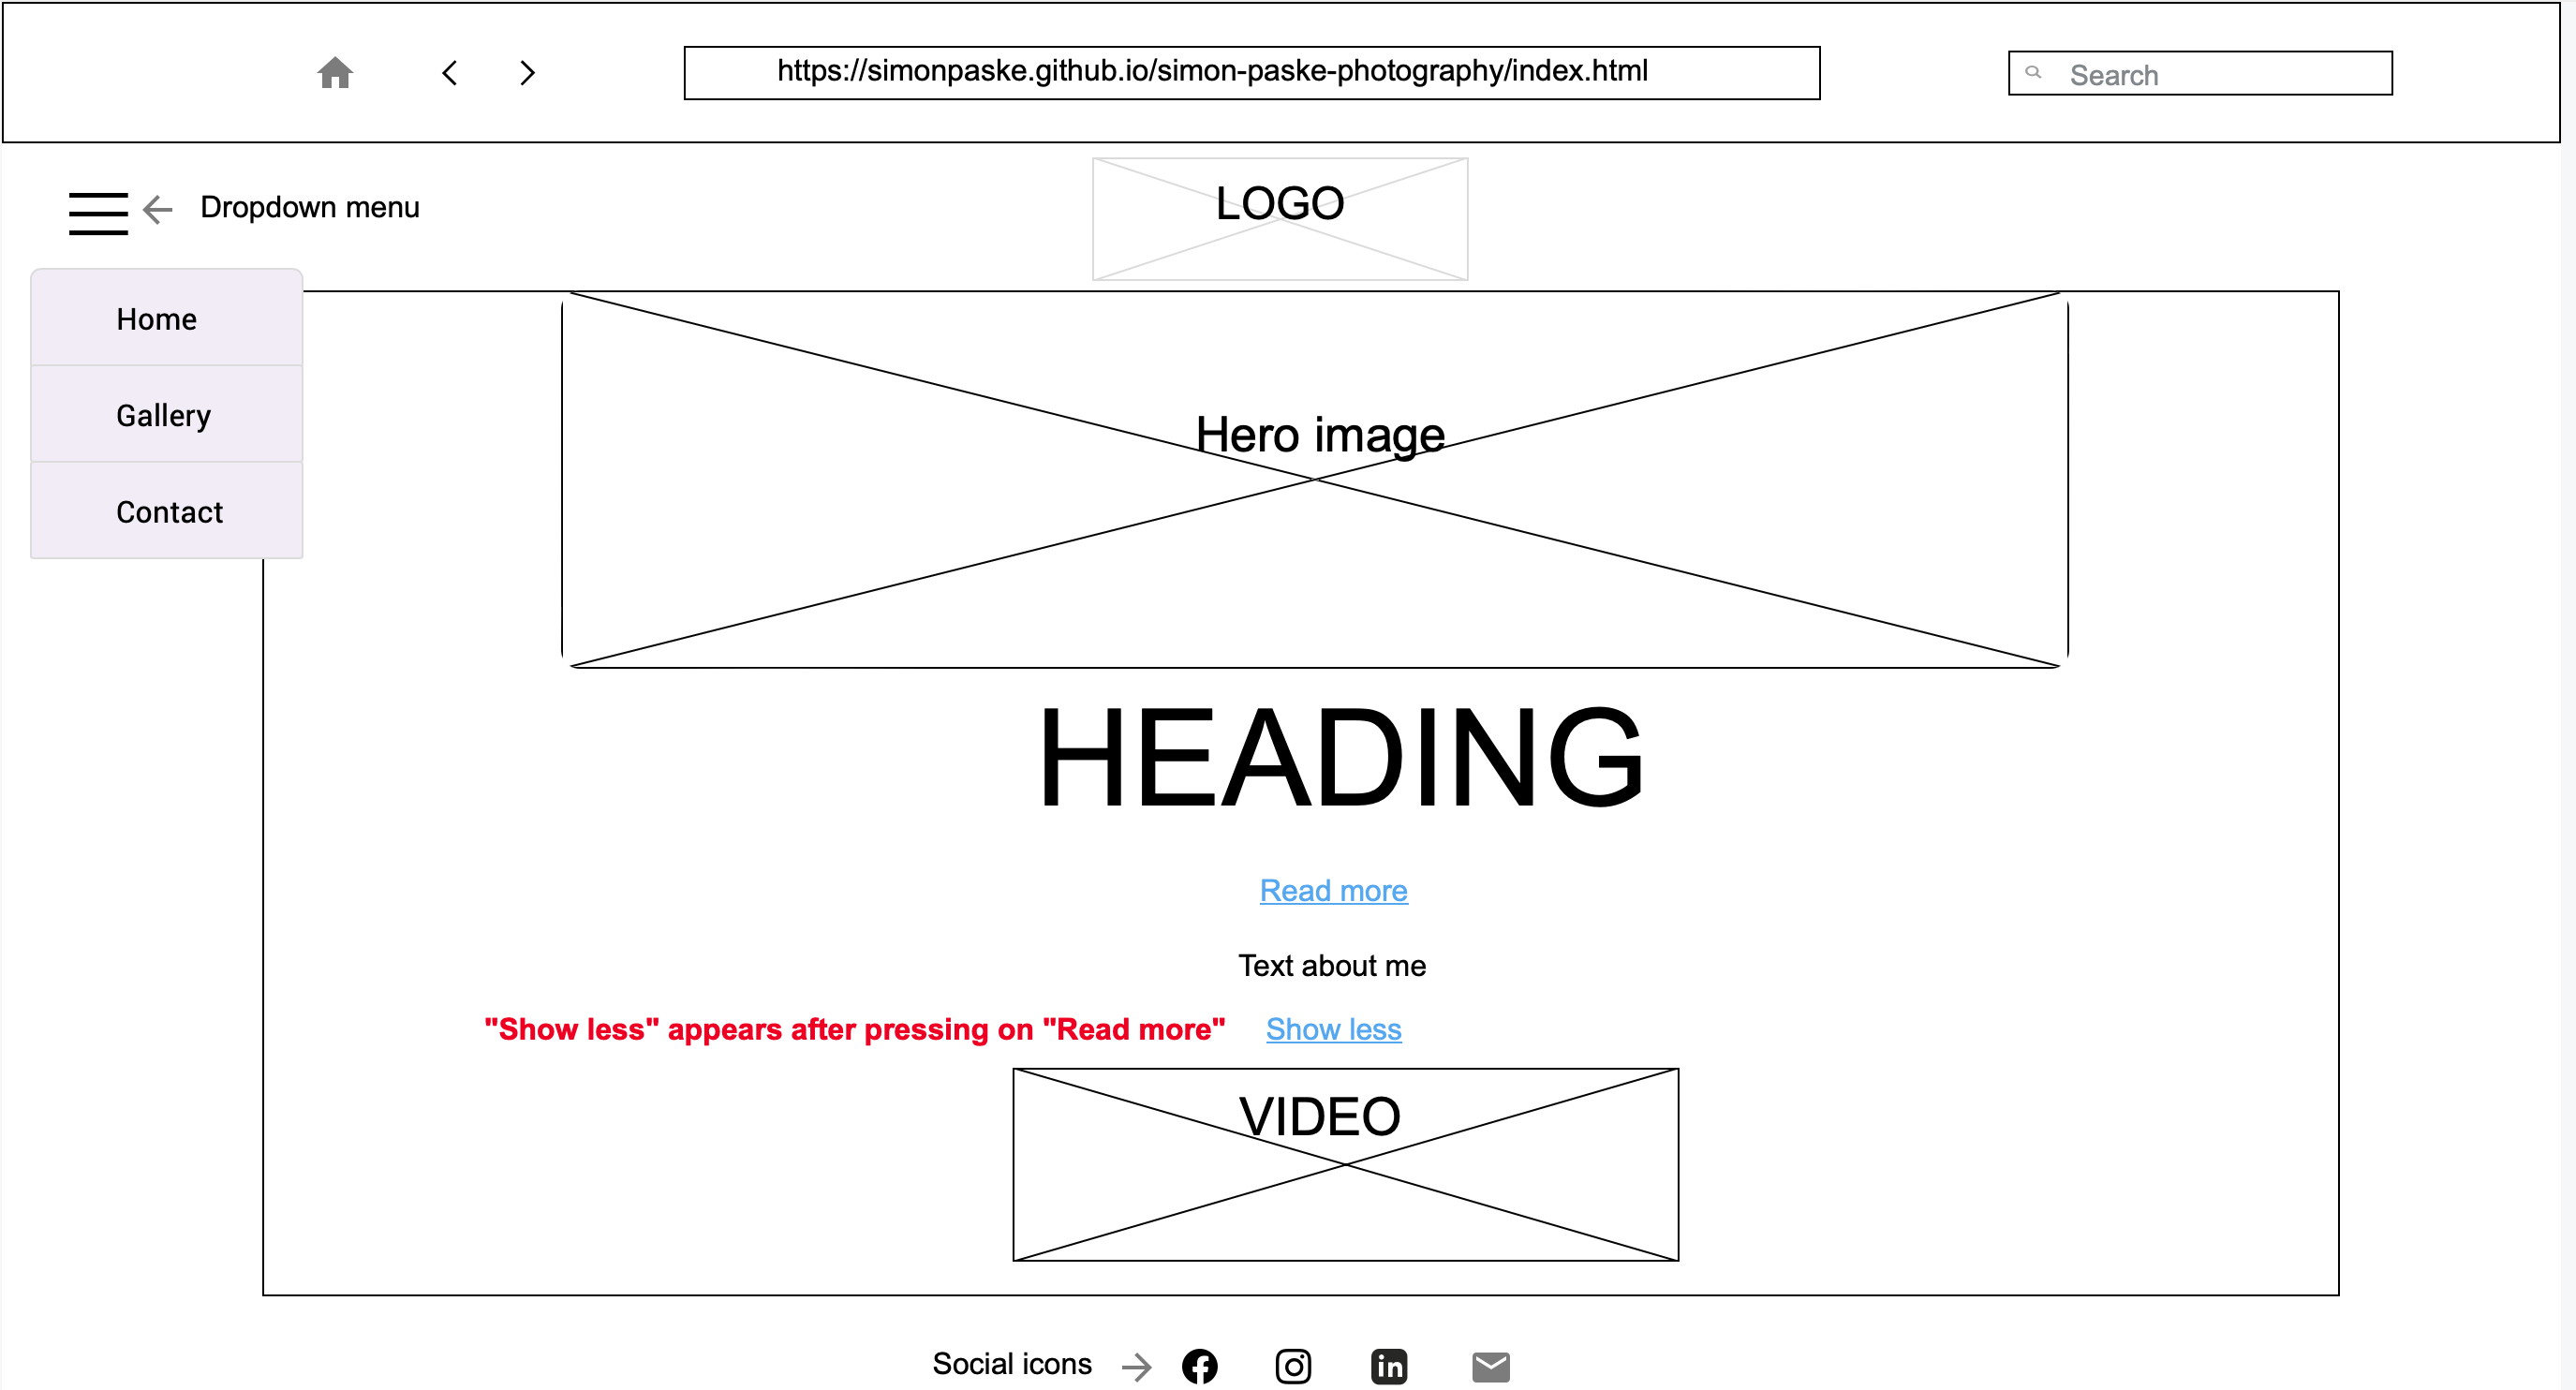 https://simonpaske.github.io/simon-paske-photography/index.html
Search
Dropdown menu
LOGO
Home
Gallery
Contact
Hero image
HEADING
Read more
Text about me
"Show less" appears after pressing on "Read more" Show less
VIDEO
Social icons